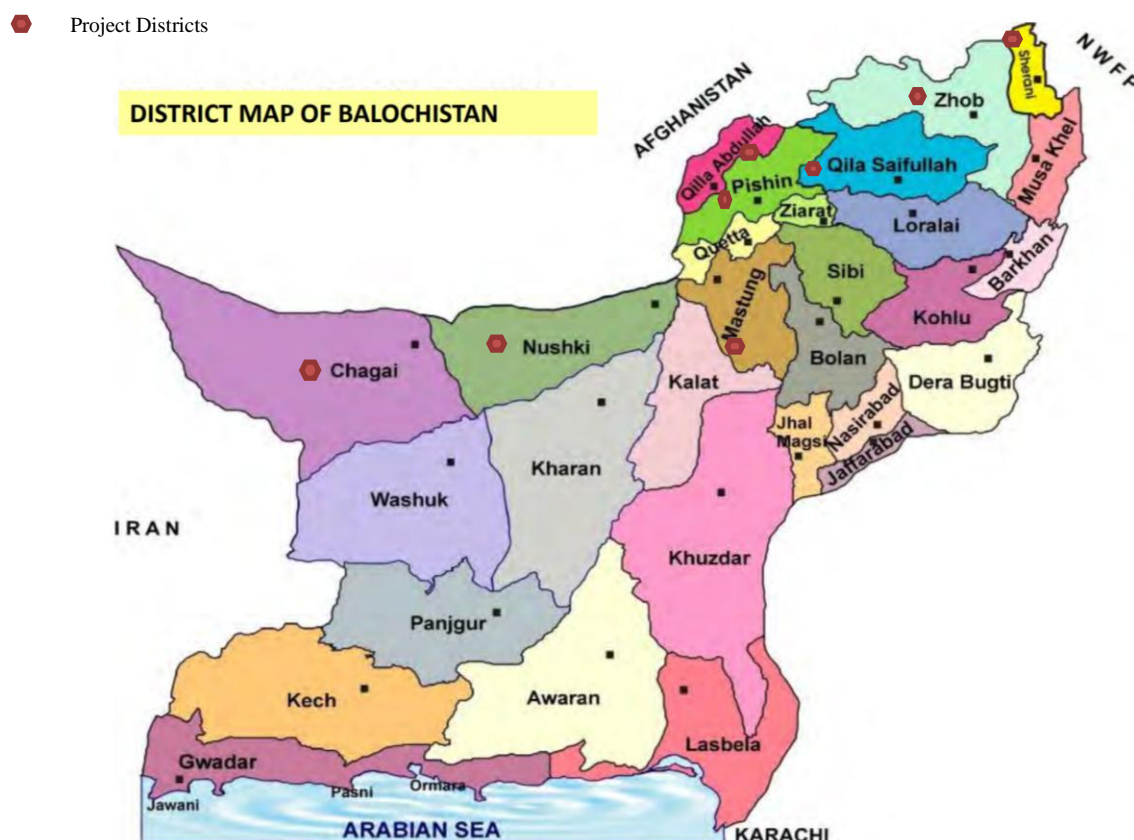 Project Districts
DISTRICT MAP OF BALOCHISTAN
AFGHANISTAN
N W F P
Sherani
Zhob
Qilla Abdullah
Pishin
Qila Saifullah
Musa Khel
Ziarat
Loralai
Quetta
Barkhan
Sibi
Mastung
Kohlu
Nushki
Bolan
Chagai
Kalat
Dera Bugti
Jhal
Magsi
Nasirabad
Jaffarabad
Kharan
Washuk
IRAN
Khuzdar
Panjgur
Kech
Awaran
Lasbela
Gwadar
Ormara
Pasni
Jawani
ARABIAN SEA
KARACHI